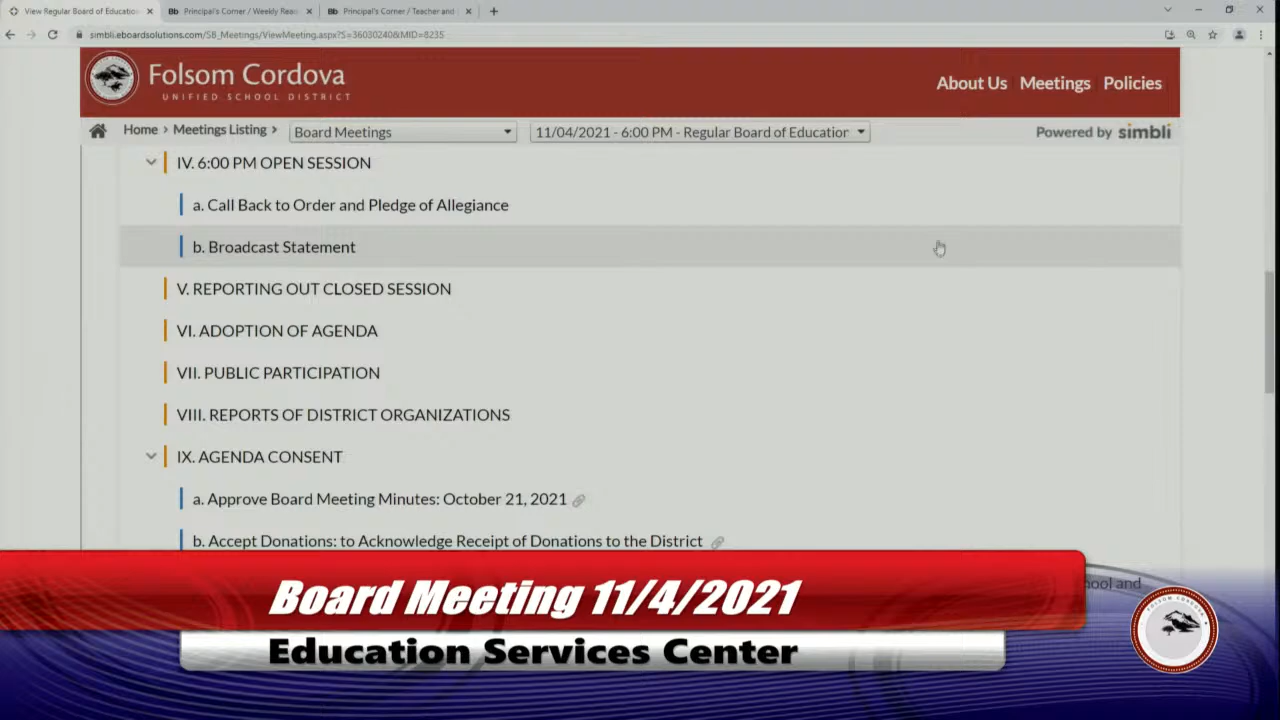 View Regular Board of Educatio
Principal's Corner / Weekly Rea
Principal's Corner / Teacher and
simbli.eboardsolutions.com/SB_Meetings/ViewMeeting.aspx?S=36030240&MID=8235
Folsom Cordova
UNIFIED SCHOOL DISTRICT
About Us Meetings Policies
Home > Meetings Listing > Board Meetings 11/04/2021 - 6:00 PM - Regular Board of Education Powered by simbli
IV. 6:00 PM OPEN SESSION
a. Call Back to Order and Pledge of Allegiance
b. Broadcast Statement
V. REPORTING OUT CLOSED SESSION
VI. ADOPTION OF AGENDA
VII. PUBLIC PARTICIPATION
VIII. REPORTS OF DISTRICT ORGANIZATIONS
IX. AGENDA CONSENT
a. Approve Board Meeting Minutes: October 21, 2021
b. Accept Donations: to Acknowledge Receipt of Donations to the District
hool and
Board Meeting 11/4/2021
Education Services Center
FOLSOM CORDOVA